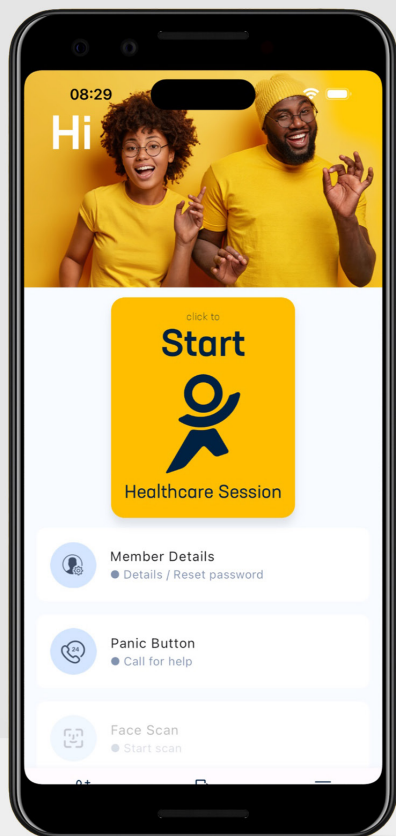 08:29
Hi
click to
Start
Healthcare Session
Member Details
Details / Reset password
24
Panic Button
Call for help
Face Scan
Start scan